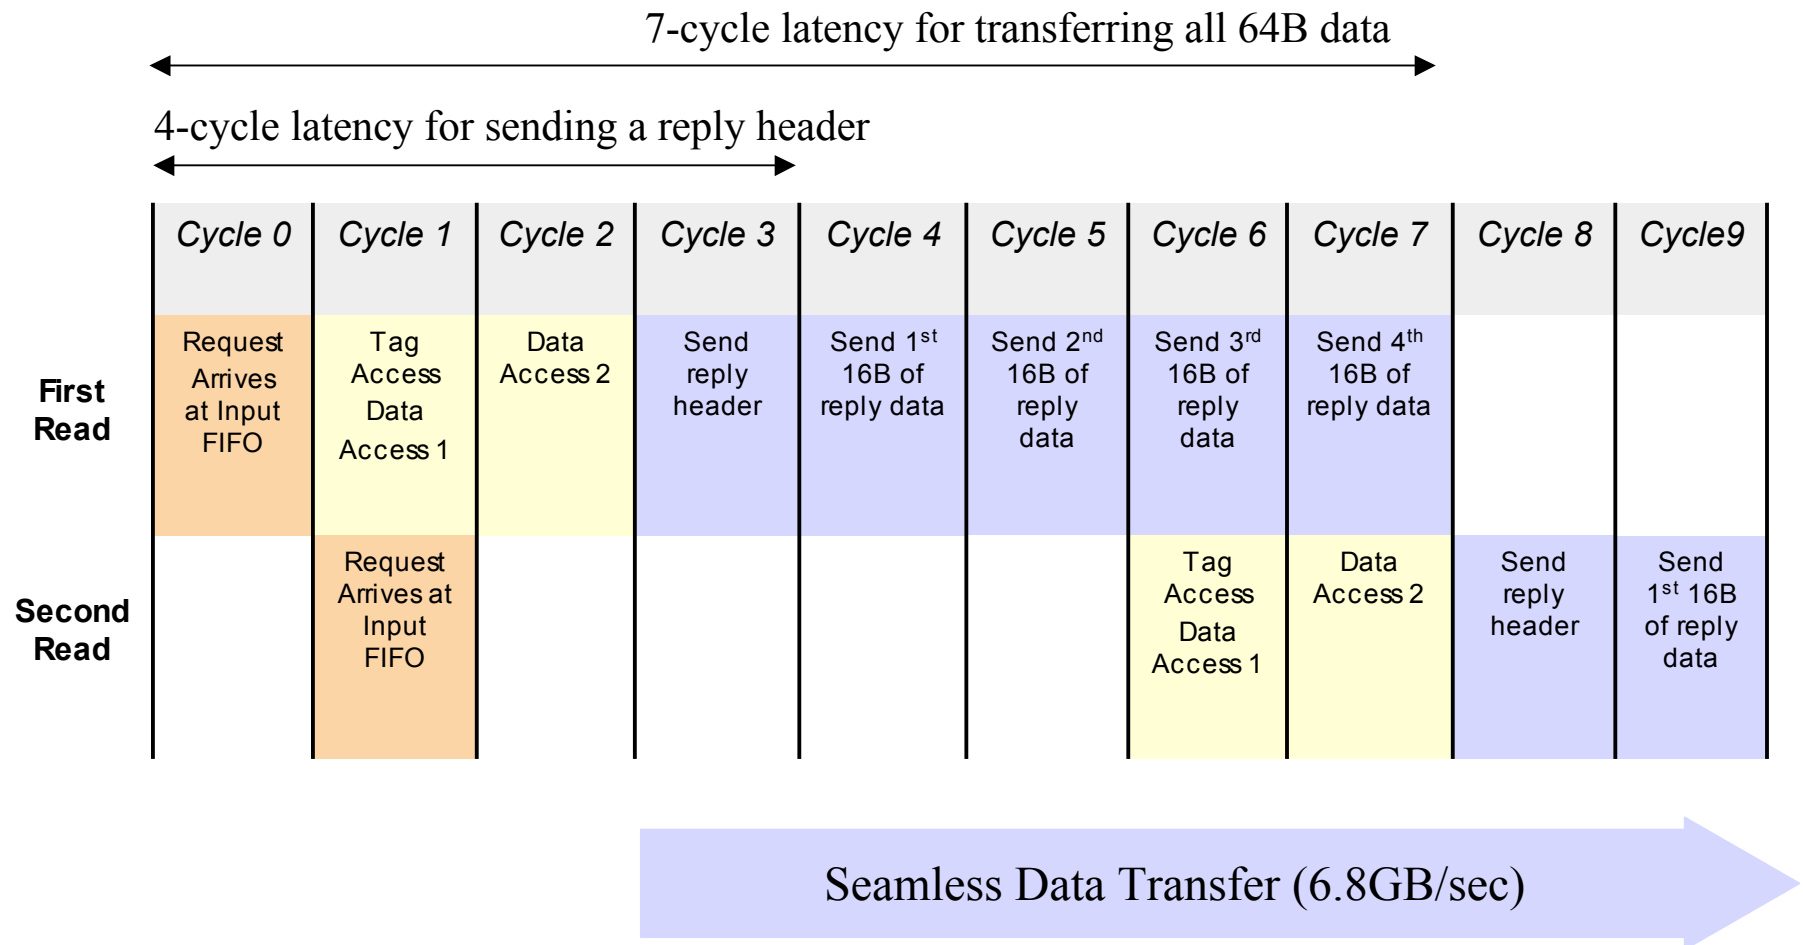 7-cycle latency for transferring all 64B data
4-cycle latency for sending a reply header
Cycle 0 Cycle 1 Cycle 2 Cycle 3 Cycle 4 Cycle 5 Cycle 6 Cycle 7 Cycle 8 Cycle9
First
Read
Request
Arrives
at Input
FIFO
Tag
Access
Data
Access 1
Data
Access 2
Send
reply
header
Send 1st
16B of
reply data
Send 2nd
16B of
reply
data
Send 3rd
16B of
reply
data
Send 4th
16B of
reply data
Second
Read
Request
Arrives at
Input
FIFO
Tag
Access
Data
Access 1
Data
Access 2
Send
reply
header
Send
1st 16B
of reply
data
Seamless Data Transfer (6.8GB/sec)